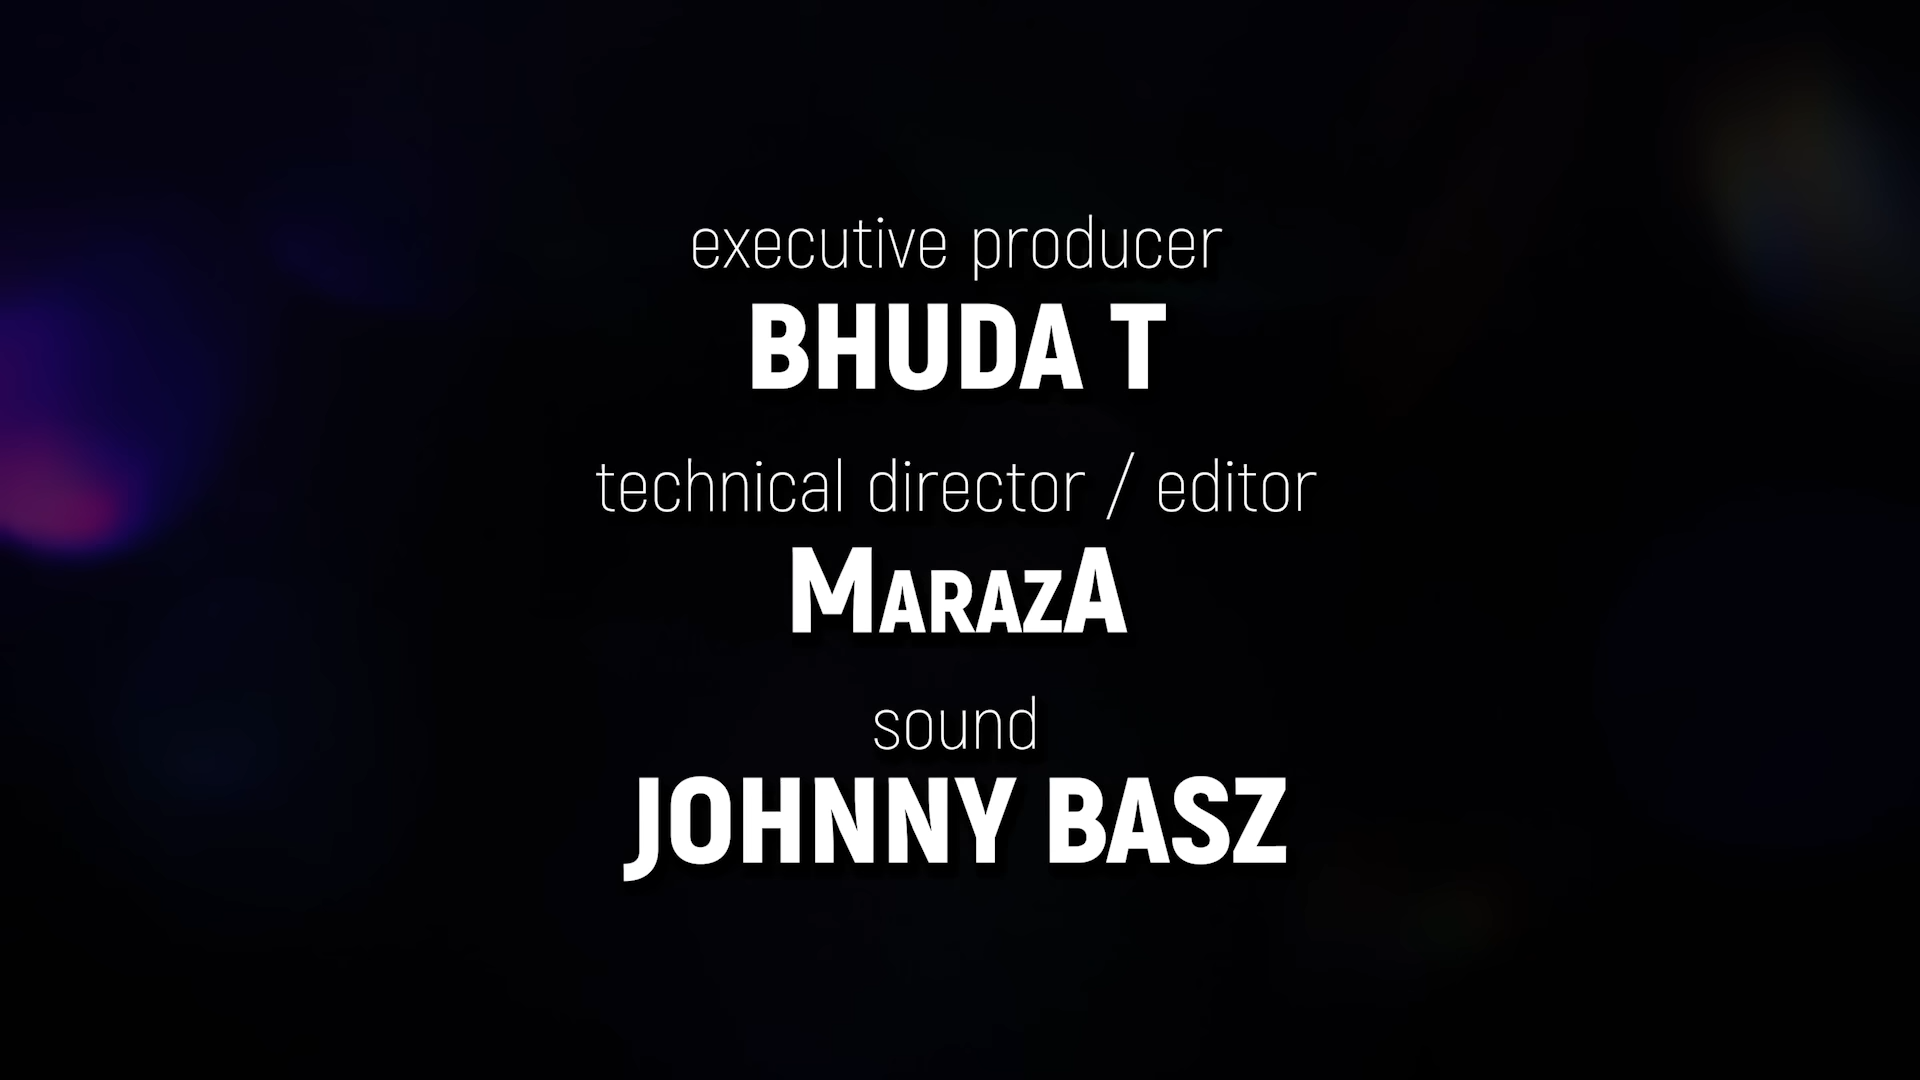 executive producer
BHUDA T
technical director / editor
MARAZA
sound
JOHNNY BASZ